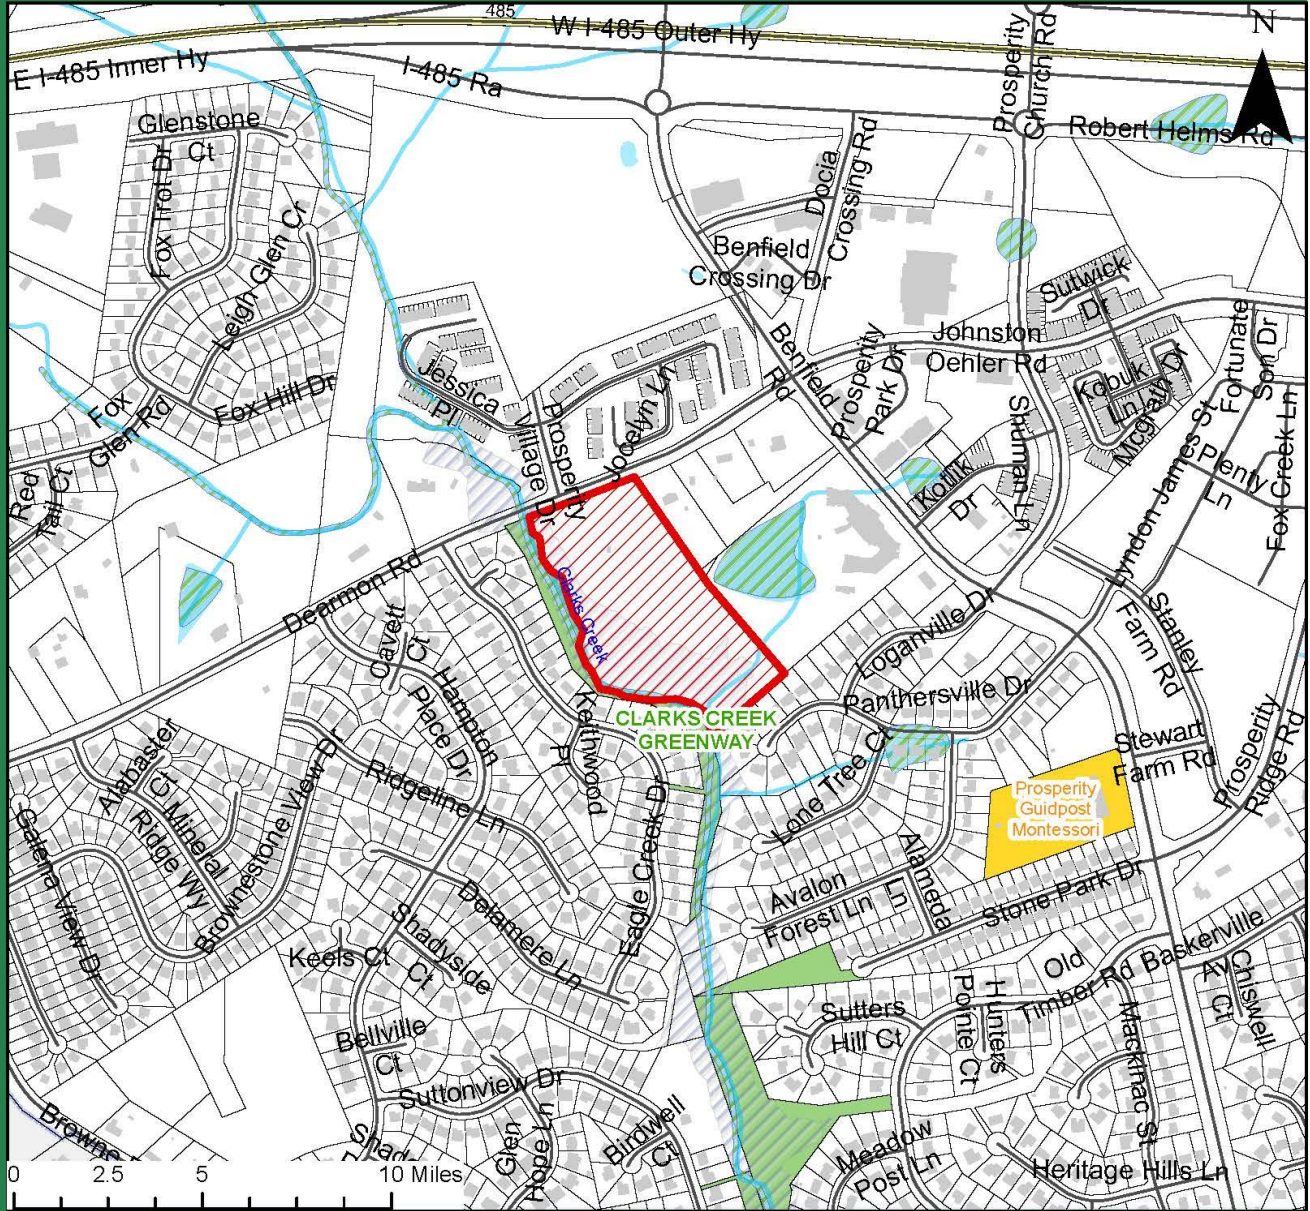 485
W I-485 Outer Hy
N
E I-485 Inner Hy
I-485 Ra
Prosperity
Church Rd
Robert Helms Rd
Glenstone
Ct
Fox Trot Dr
Leigh Glen Cr
Docia
Crossing Rd
Benfield
Crossing Dr
Sutwick
Dr
Johnston
Oehler Rd
Fortunate
Son Dr
Benfield
Rd
Prosperity
Park Dr
Kobuk
Ln
Mcgrath Dr
Jessica
Pl
Jocelyn Ln
Fox Hill Dr
Fox
Glen Rd
Prosperity
Village Dr
Shuman Ln
Kotlik
Dr
Lyndon James St
Plenty
Ln
Fox Creek Ln
Red
Tail Ct
Dearmon Rd
Clarks Creek
Cavett
Ct
Hampton
Place Dr
Loganville Dr
Stanley
Farm Rd
Panthersville Dr
Keithwood
Pl
CLARKS CREEK
GREENWAY
Stewart
Farm Rd
Prosperity
Ridge Rd
Alabaster
Ct
Mineral
Ridge Wy
Brownestone View Dr
Ridgeline Ln
Lone Tree Ct
Prosperity
Guidpost
Montessori
Galena View Dr
Eagle Creek Dr
Alameda
Ln
Avalon
Forest Ln
Stone Park Dr
Delamere Ln
Shadyside
Ct
Keels Ct
Old
Timber Rd
Baskerville
Av
Chiswell
Ct
Hunters
Pointe Ct
Sutters
Hill Ct
Mackinac St
Bellville
Ct
Suttonview Dr
Glen
Hope Ln
Birdwell
Ct
Meadow
Post Ln
Heritage Hills Ln
Browne
Shad
0 2.5 5 10 Miles